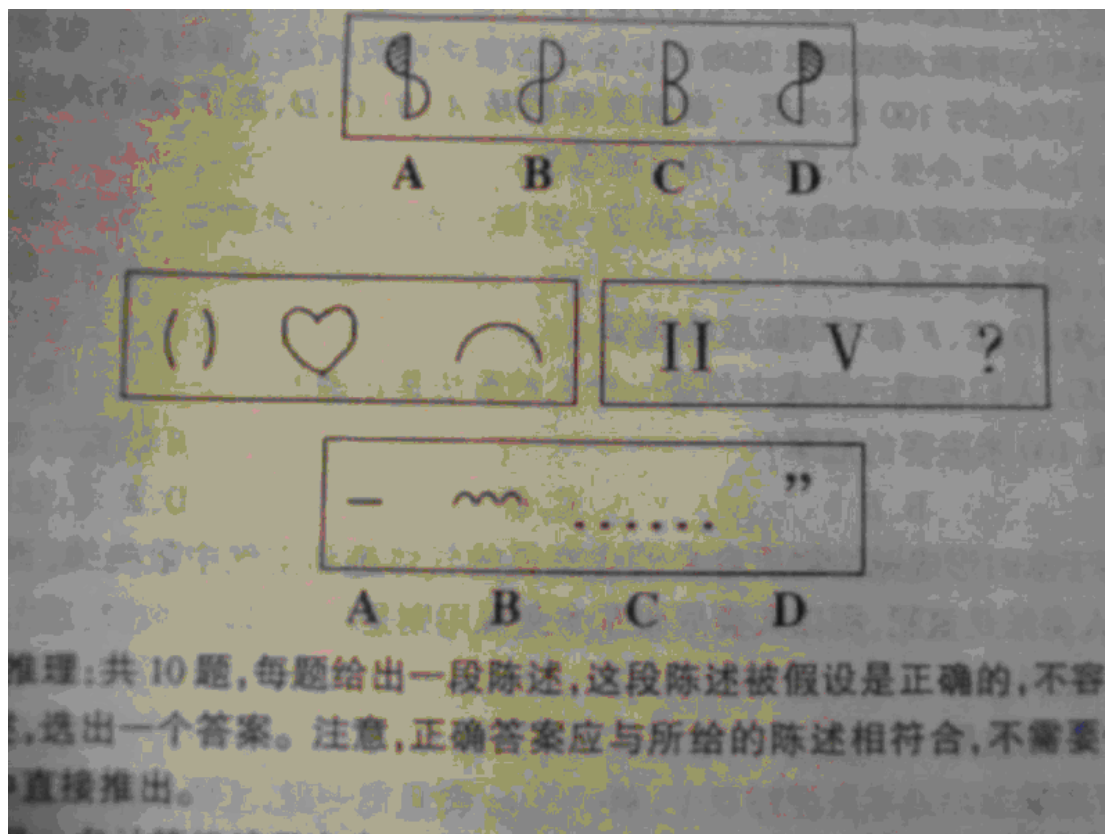 A B C D
II V ?
A B C D
推理:共10题,每题给出一段陈述,这段陈述被假设是正确的,不容
,选出一个答案。注意,正确答案应与所给的陈述相符合,不需要
直接推出。